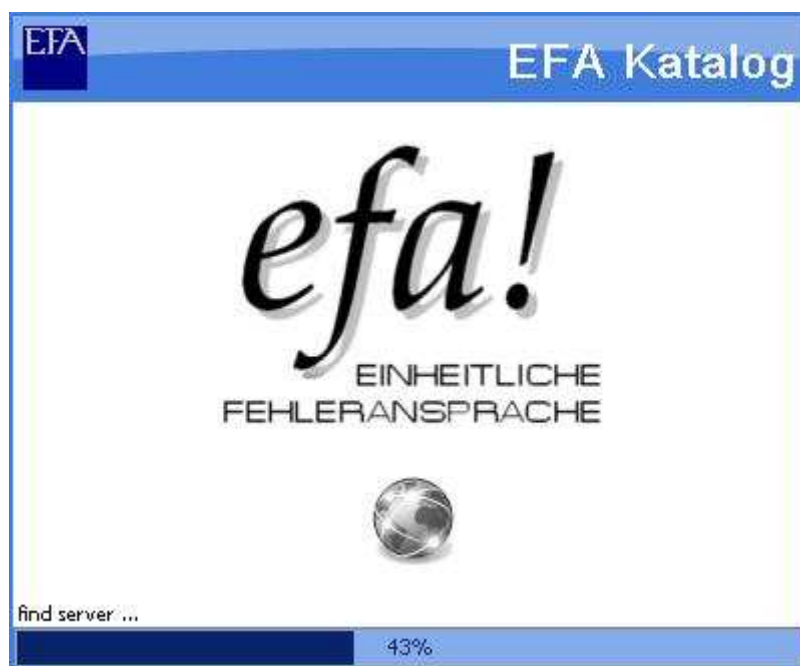 EFA
EFA Katalog
efa!
EINHEITLICHE
FEHLERANSPRACHE
find server ...
43%